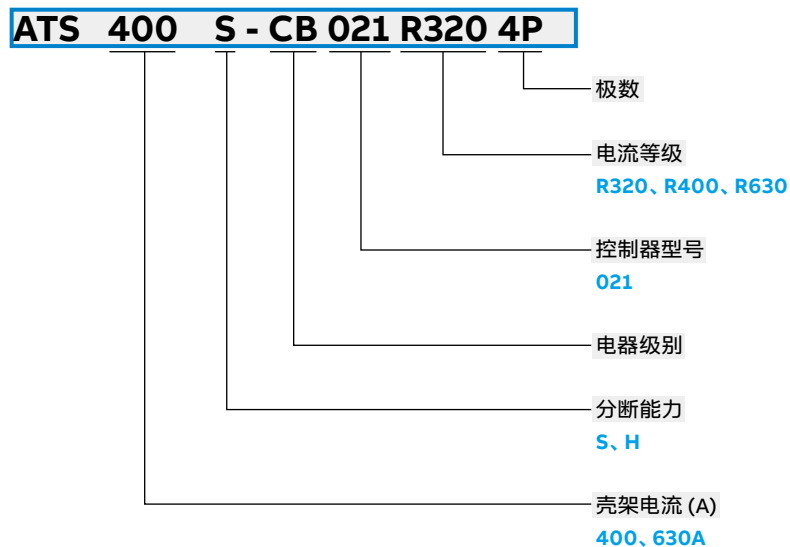 ATS 400 S - CB 021 R320 4P
极数
电流等级
R320、R400、R630
控制器型号
021
电器级别
分断能力
S、H
壳架电流 (A)
400、630A